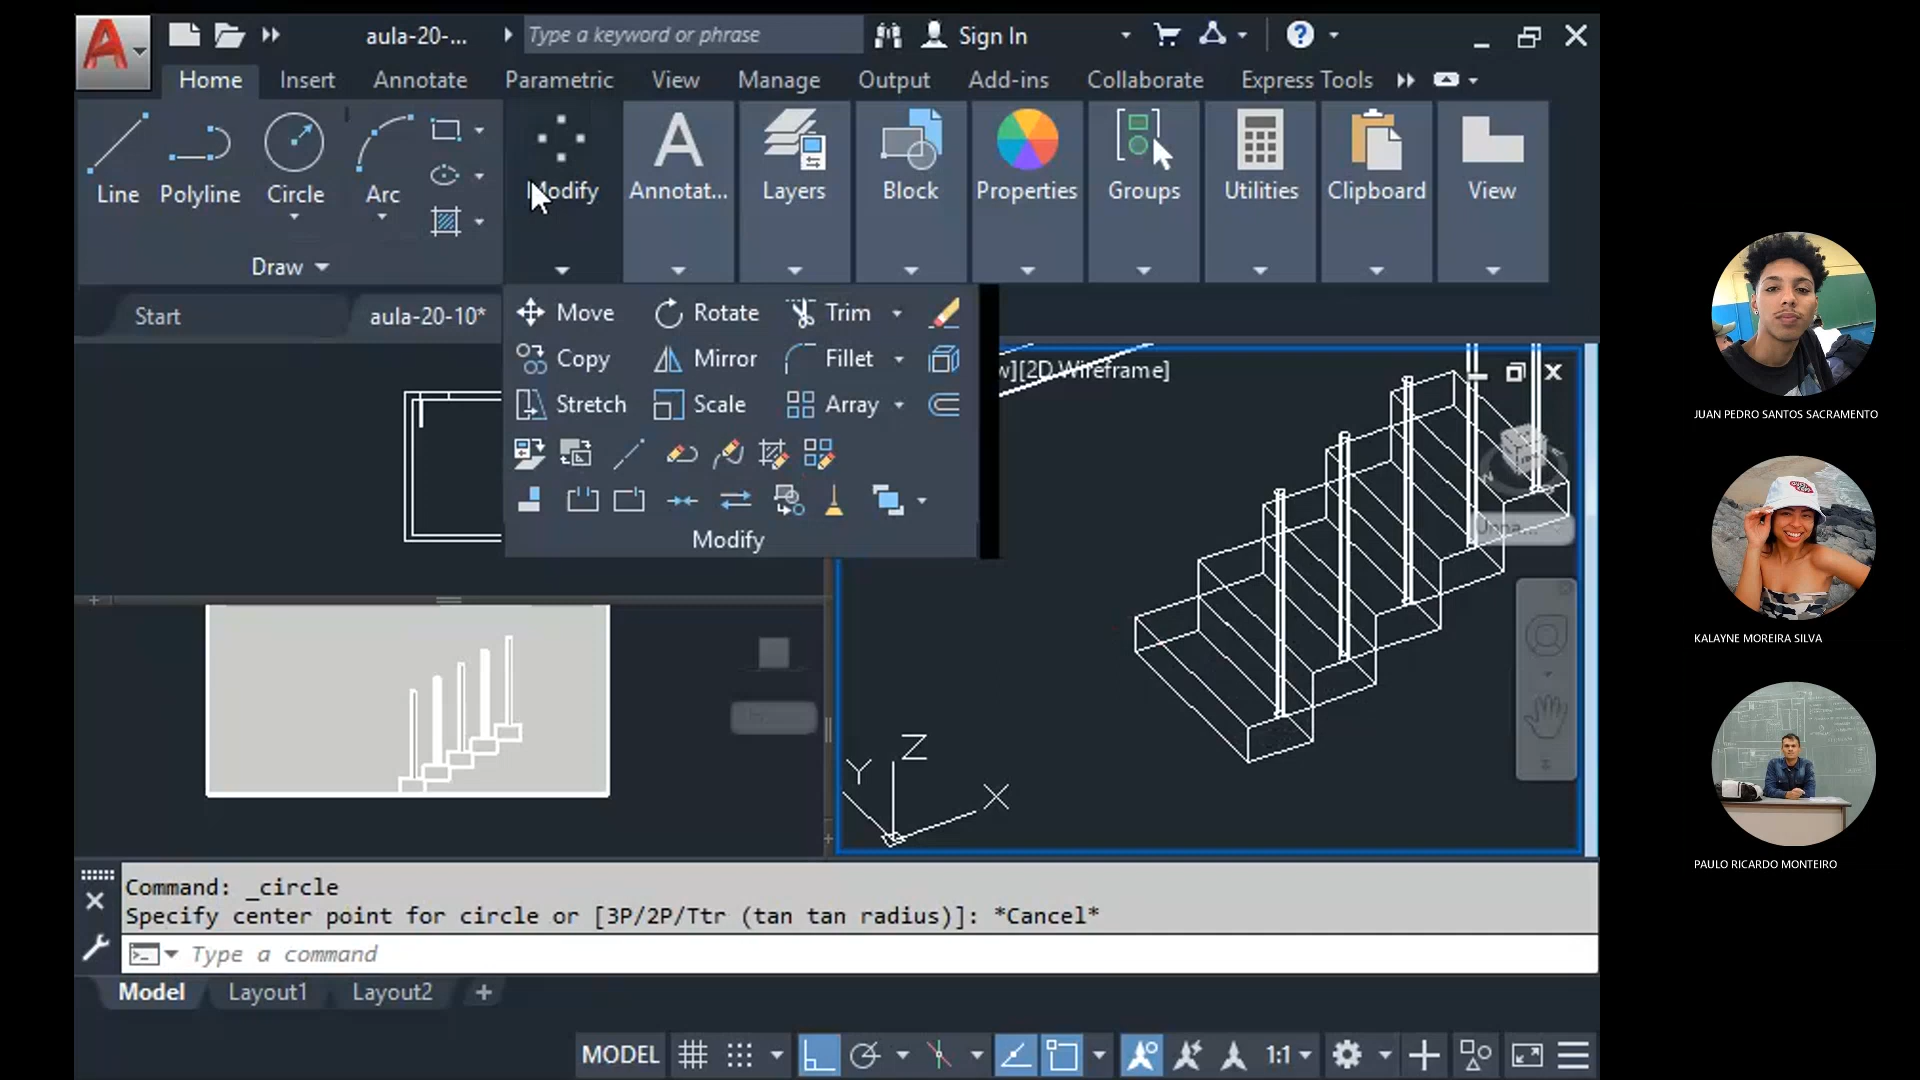 aula-20-...
Type a keyword or phrase
Sign In
Home
Insert
Annotate
Parametric
View
Manage
Output
Add-ins
Collaborate
Express Tools
Line
Polyline
Circle
Arc
Modify
Annotat...
Layers
Block
Properties
Groups
Utilities
Clipboard
View
Draw
Start
aula-20-10*
Move
Rotate
Trim
Copy
Mirror
Fillet
Stretch
Scale
Array
Modify
w][2D Wireframe]
Unna...
Z
Y
X
Command: _circle
Specify center point for circle or [3P/2P/Ttr (tan tan radius)]: *Cancel*
Type a command
Model
Layout1
Layout2
MODEL
1:1
JUAN PEDRO SANTOS SACRAMENTO
KALAYNE MOREIRA SILVA
PAULO RICARDO MONTEIRO